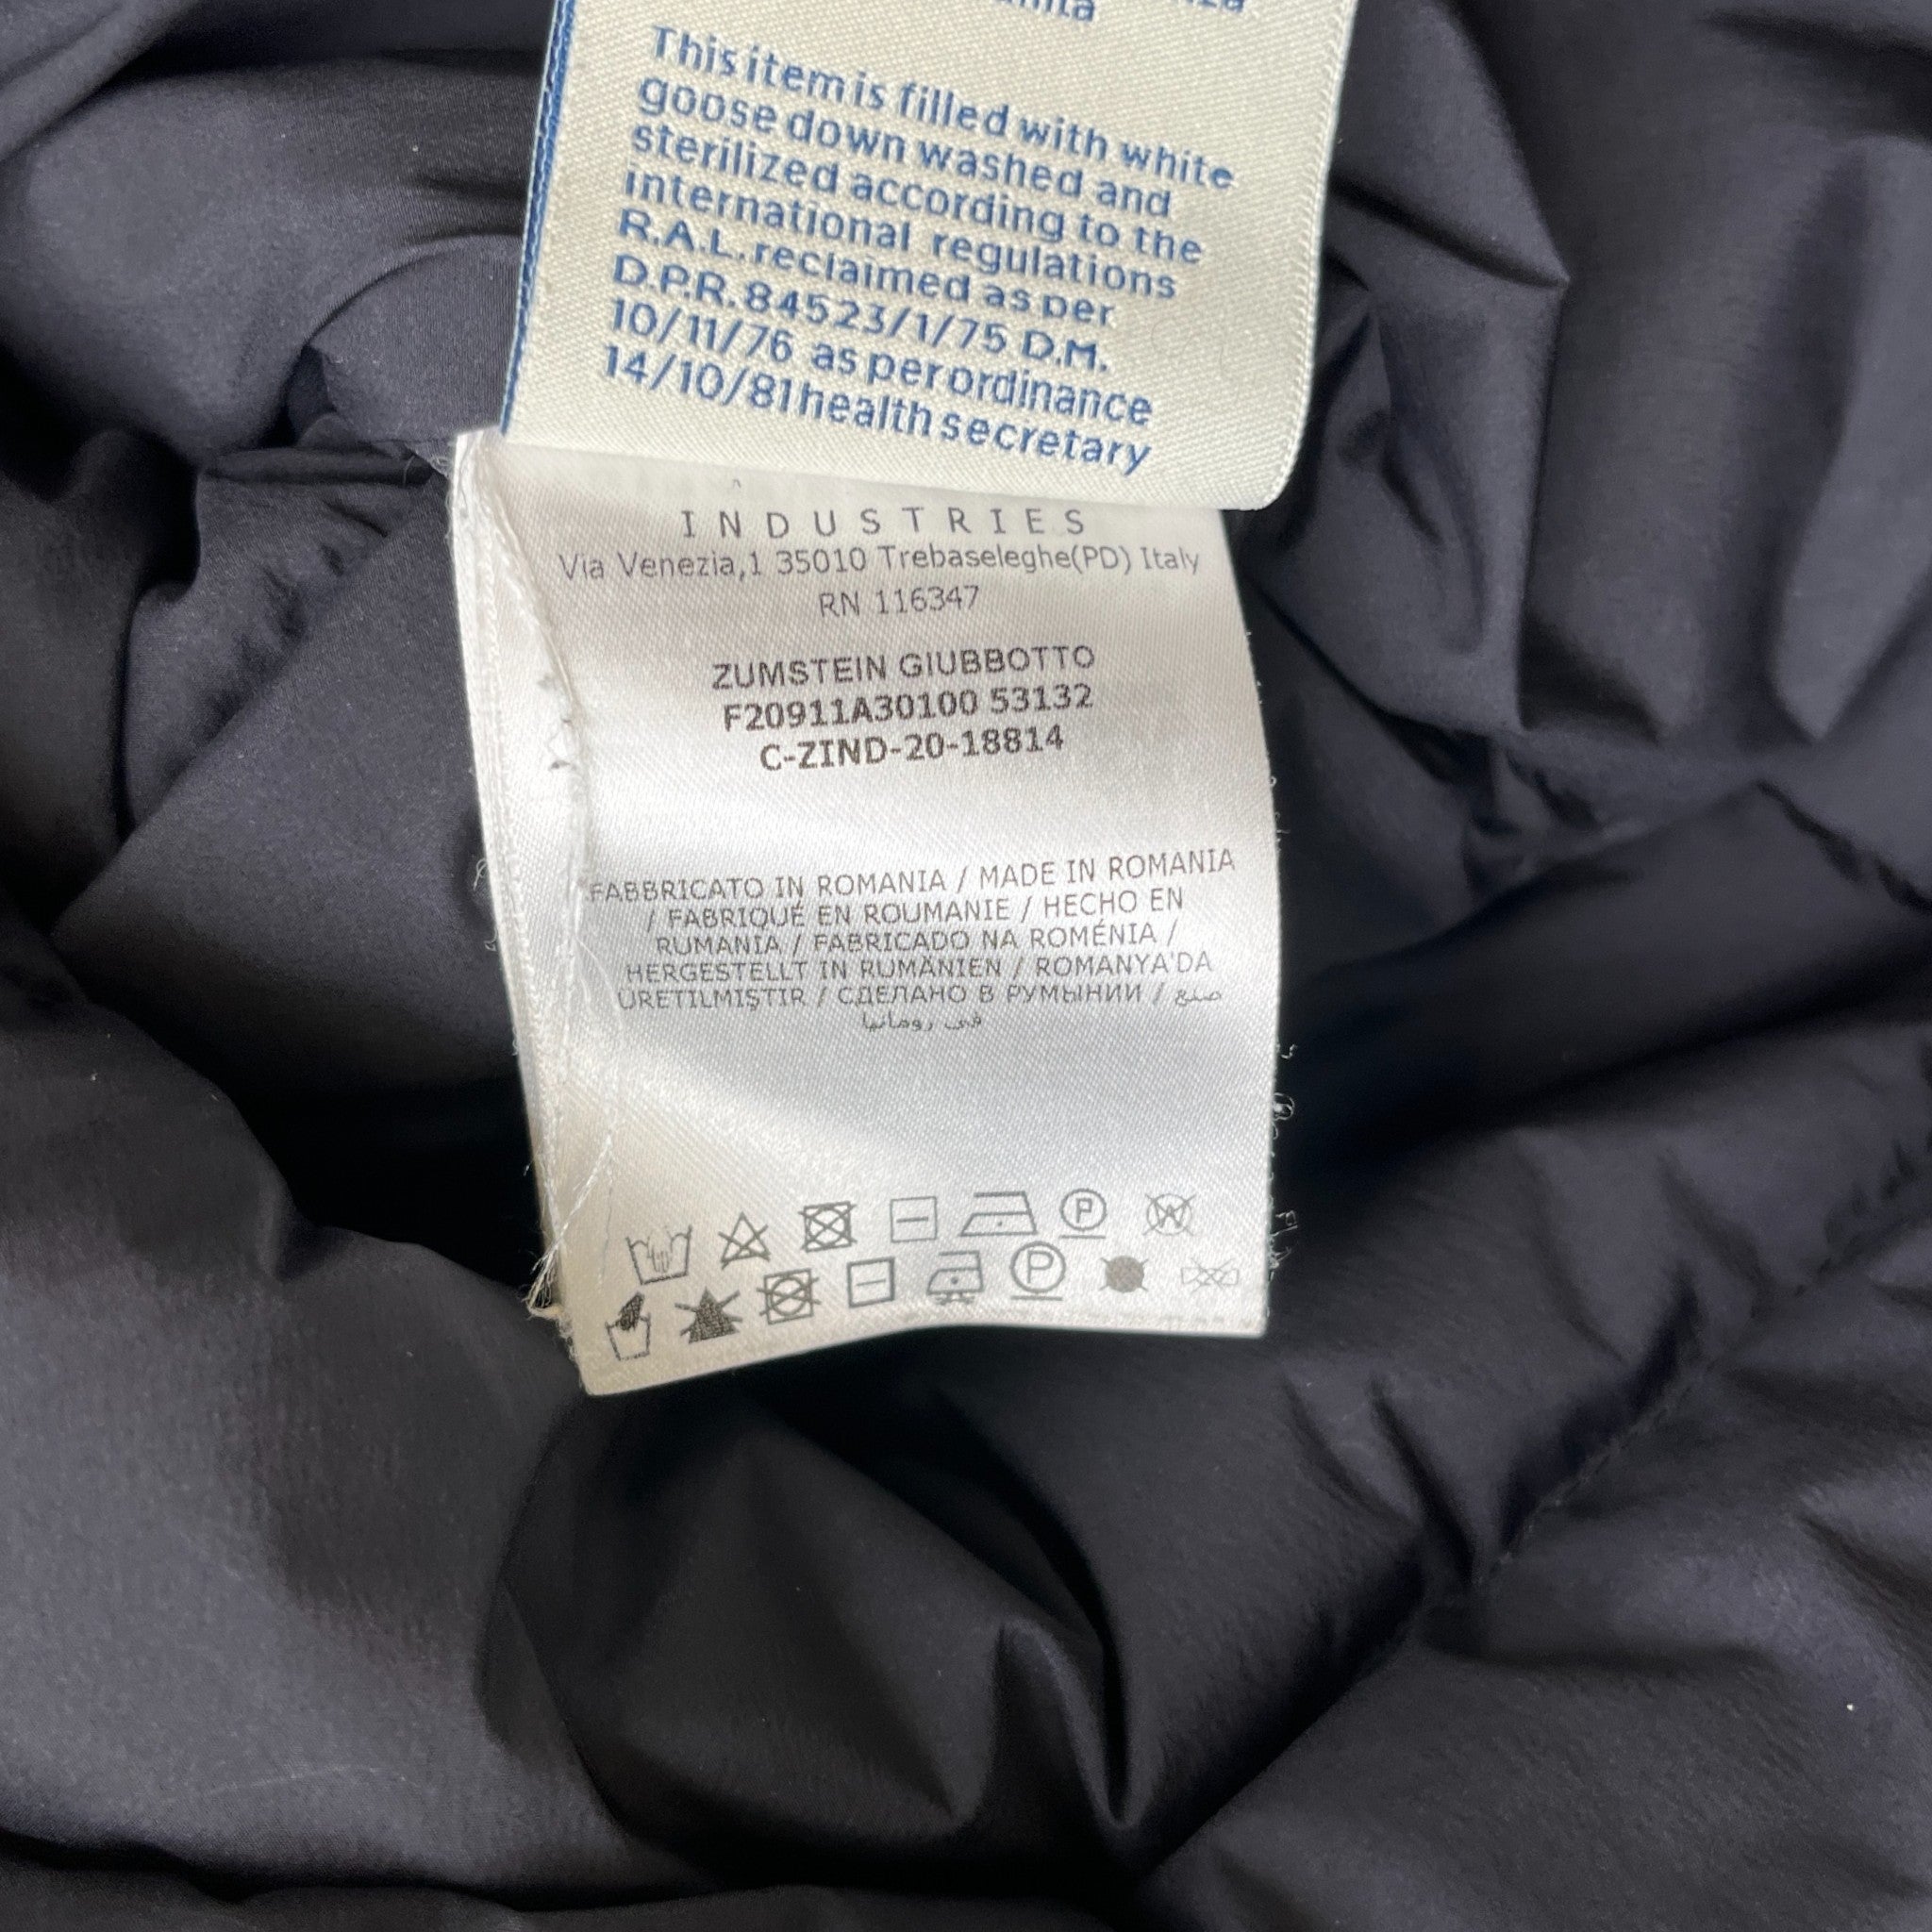 This item is filled with white
goose down washed and
sterilized according to the
international regulations
R.A.L. reclaimed as per
D.P.R. 84523/1/75 D.M.
10/11/76 as per ordinance
14/10/81 health secretary
INDUSTRIES
Via Venezia,1 35010 Trebaseleghe(PD) Italy
RN 116347
ZUMSTEIN GIUBBOTTO
F20911A30100 53132
C-ZIND-20-18814
FABBRICATO IN ROMANIA / MADE IN ROMANIA
/ FABRIQUÉ EN ROUMANIE / HECHO EN
RUMANIA / FABRICADO NA ROMÉNIA /
HERGESTELLT IN RUMÄNIEN / ROMANYA'DA
ÜRETILMIŞTIR / СДЕЛАНО В РУМЫНИИ / صنع
في رومانيا
P W
P